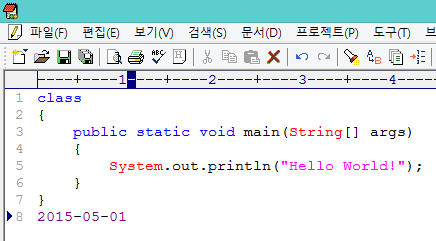 파일(F) 편집(E) 보기(V) 검색(S) 문서(D) 프로젝트(P) 도구(T)
ABC H A B
----+----1----+----2----+----3----+----4----
1 class
2 {
3 public static void main(String[] args)
4 {
5 System.out.println("Hello World!");
6 }
7 }
8 2015-05-01